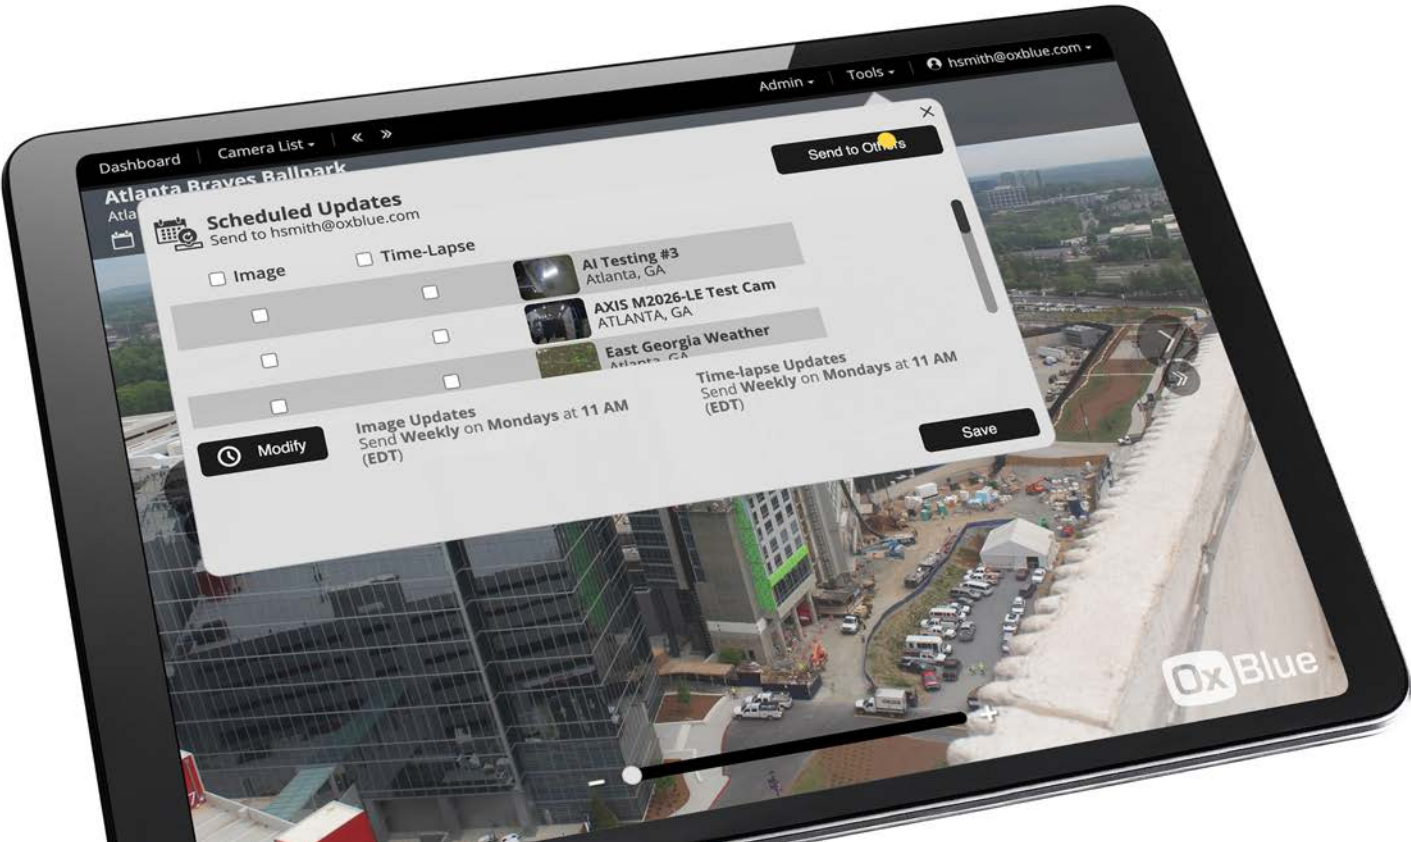 Dashboard
Camera List
« »
Admin
Tools
hsmith@oxblue.com
Atlanta Braves Ballpark
Atla
Send to Others
Scheduled Updates
Send to hsmith@oxblue.com
Image
Time-Lapse
AI Testing #3
Atlanta, GA
AXIS M2026-LE Test Cam
ATLANTA, GA
East Georgia Weather
Atlanta, GA
Modify
Image Updates
Send Weekly on Mondays at 11 AM
(EDT)
Time-lapse Updates
Send Weekly on Mondays at 11 AM
(EDT)
Save
OxBlue